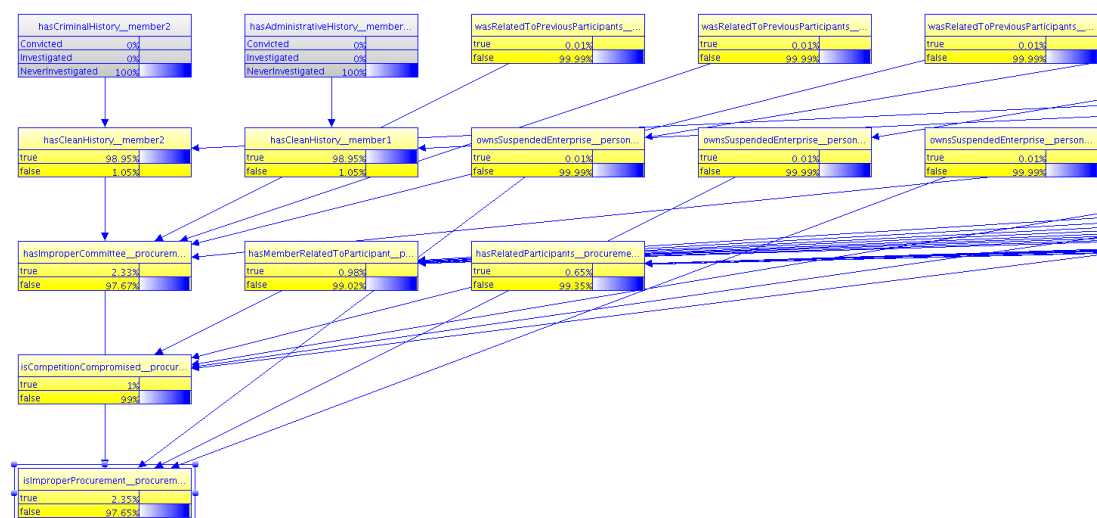 hasCriminalHistory__member2
Convicted 0%
Investigated 0%
NeverInvestigated 100%
hasAdministrativeHistory__member...
Convicted 0%
Investigated 0%
NeverInvestigated 100%
wasRelatedToPreviousParticipants__...
true 0.01%
false 99.99%
wasRelatedToPreviousParticipants__...
true 0.01%
false 99.99%
wasRelatedToPreviousParticipants__...
true 0.01%
false 99.99%
hasCleanHistory__member2
true 98.95%
false 1.05%
hasCleanHistory__member1
true 98.95%
false 1.05%
ownsSuspendedEnterprise__person...
true 0.01%
false 99.99%
ownsSuspendedEnterprise__person...
true 0.01%
false 99.99%
ownsSuspendedEnterprise__person...
true 0.01%
false 99.99%
hasImproperCommittee__procurem...
true 2.33%
false 97.67%
hasMemberRelatedToParticipant__p...
true 0.98%
false 99.02%
hasRelatedParticipants__procureme...
true 0.65%
false 99.35%
isCompetitionCompromised__procur...
true 1%
false 99%
isImproperProcurement__procurem...
true 2.35%
false 97.65%